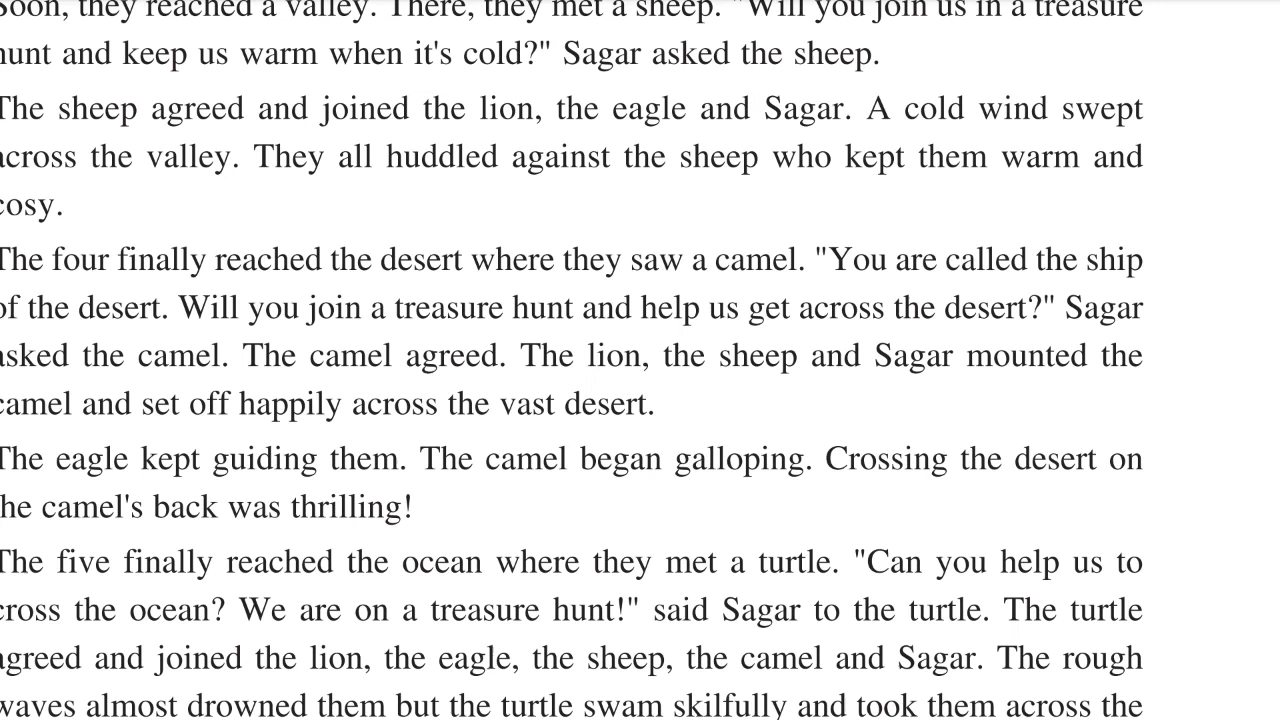 Soon, they reached a valley. There, they met a sheep. "Will you join us in a treasure
hunt and keep us warm when it's cold?" Sagar asked the sheep.
The sheep agreed and joined the lion, the eagle and Sagar. A cold wind swept
across the valley. They all huddled against the sheep who kept them warm and
cosy.
The four finally reached the desert where they saw a camel. "You are called the ship
of the desert. Will you join a treasure hunt and help us get across the desert?" Sagar
asked the camel. The camel agreed. The lion, the sheep and Sagar mounted the
camel and set off happily across the vast desert.
The eagle kept guiding them. The camel began galloping. Crossing the desert on
the camel's back was thrilling!
The five finally reached the ocean where they met a turtle. "Can you help us to
cross the ocean? We are on a treasure hunt!" said Sagar to the turtle. The turtle
agreed and joined the lion, the eagle, the sheep, the camel and Sagar. The rough
waves almost drowned them but the turtle swam skilfully and took them across the